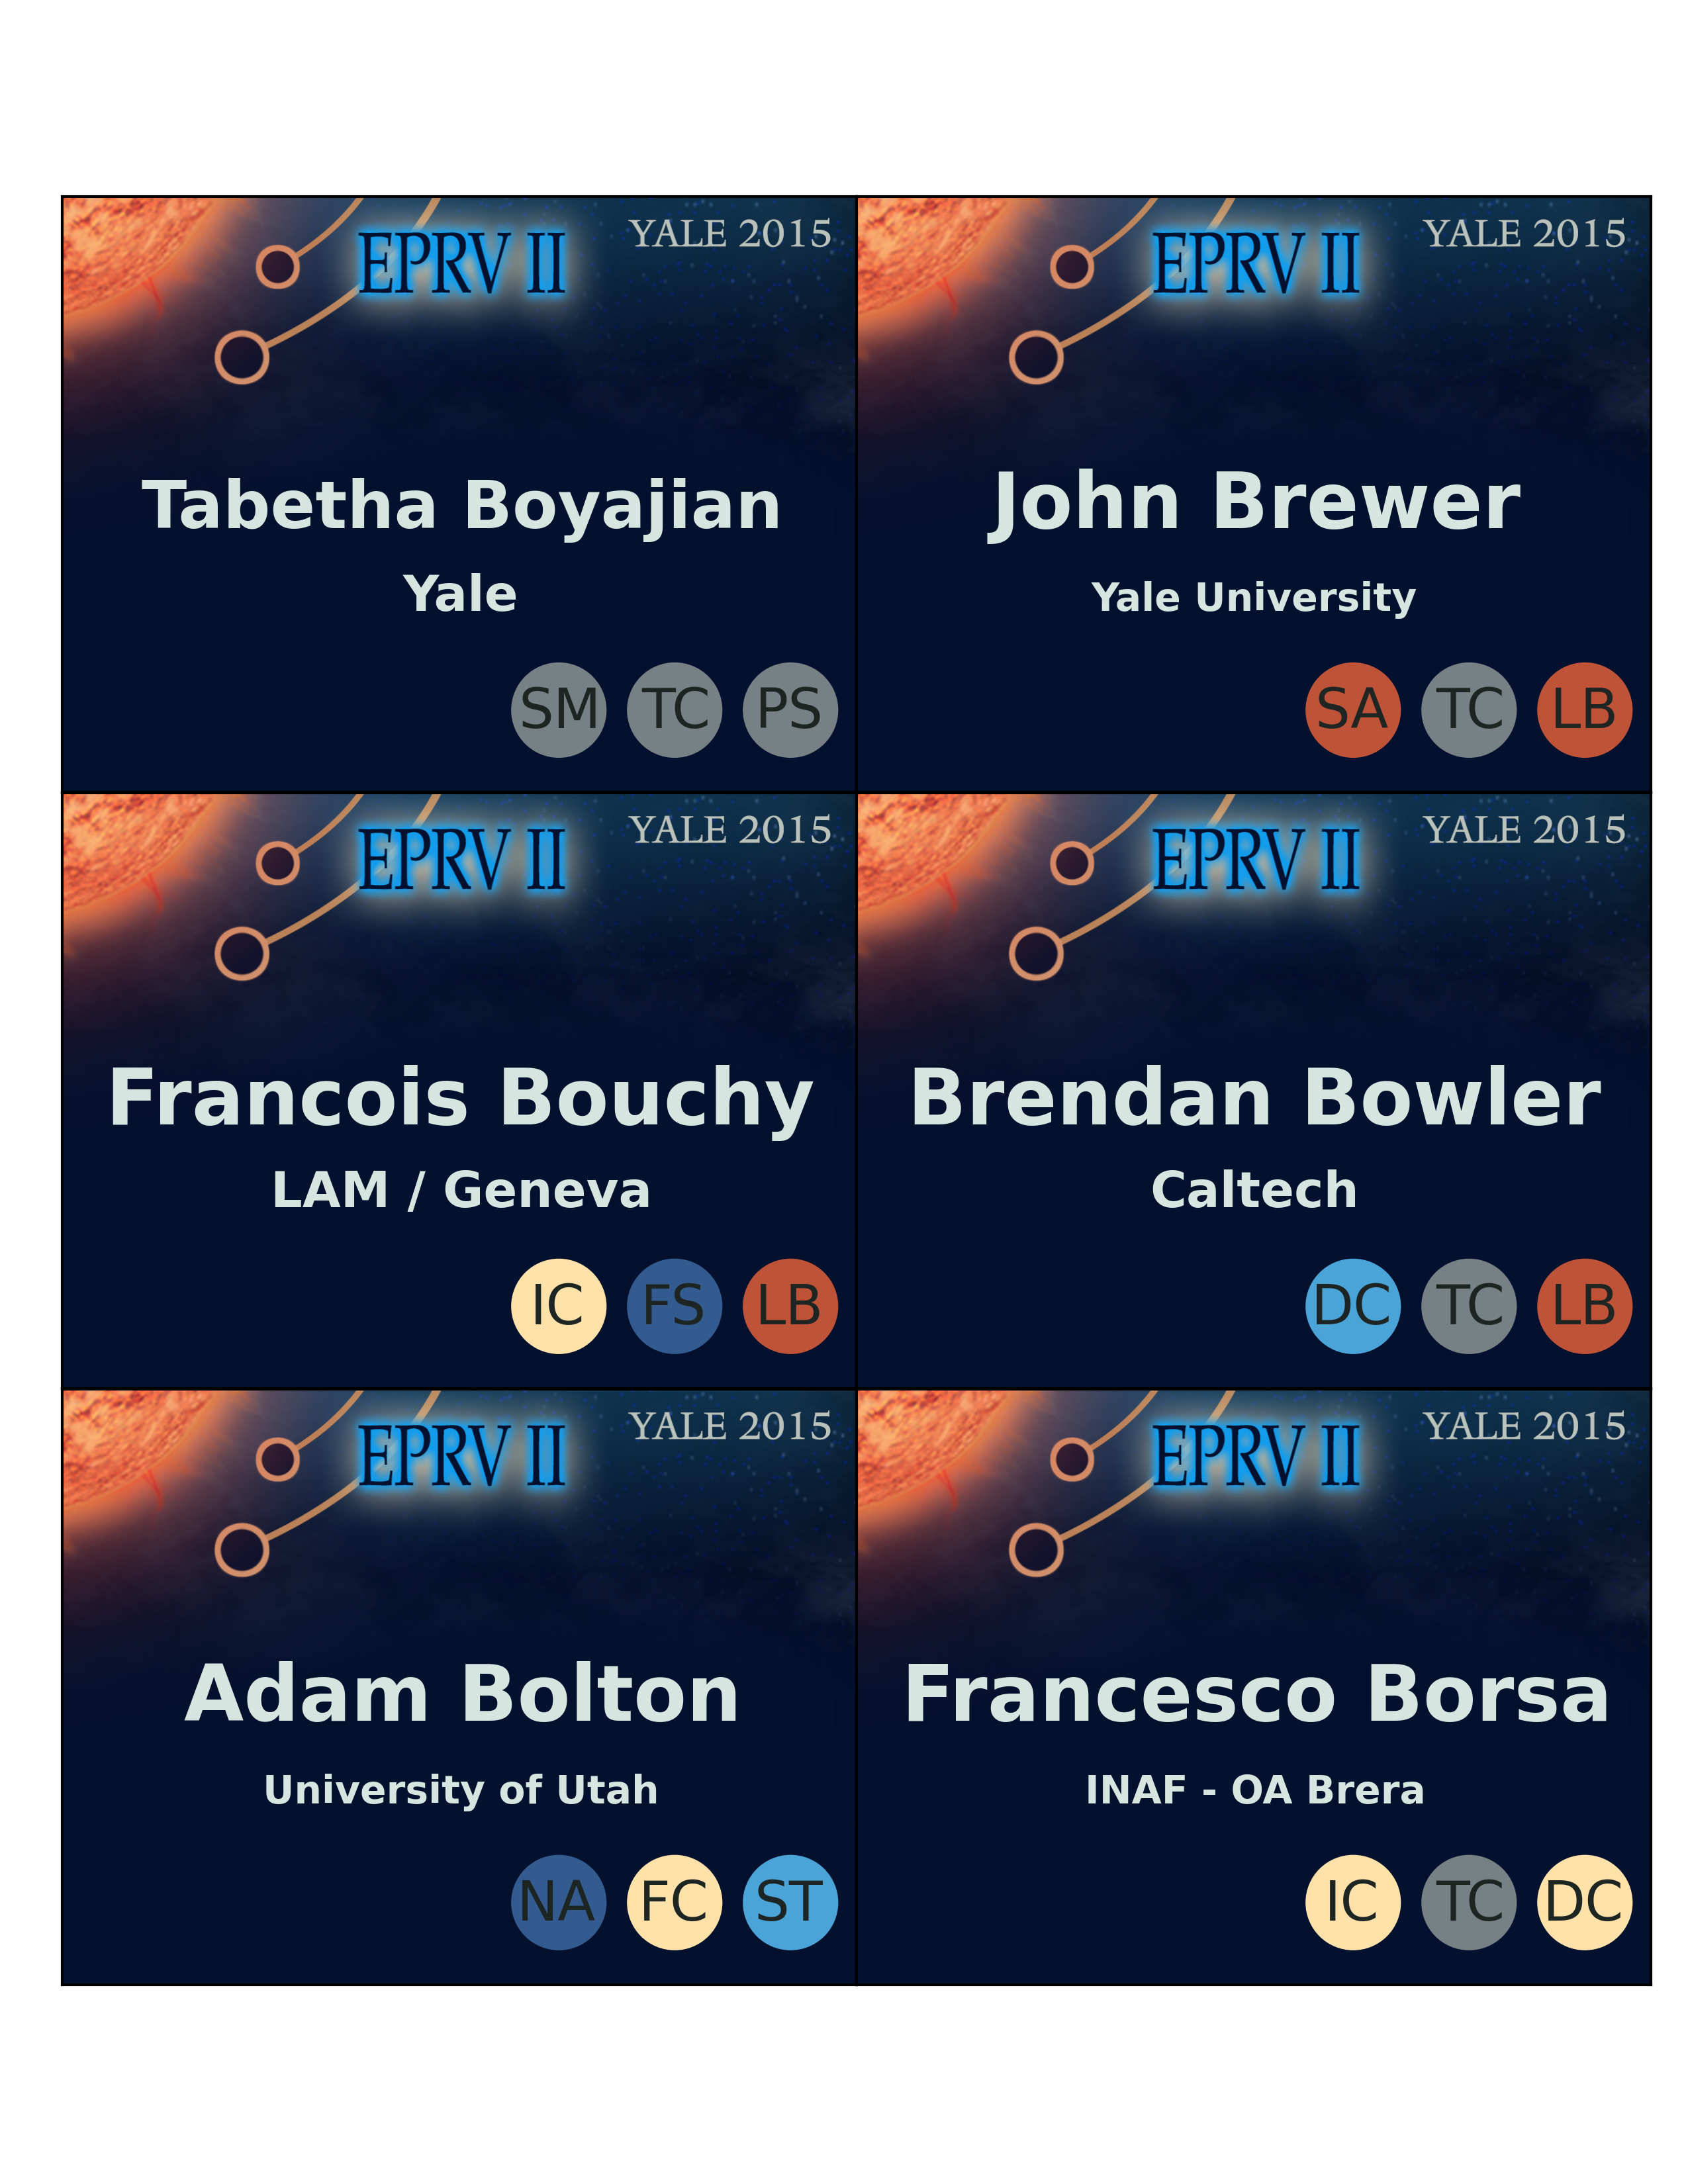 EPRV II YALE 2015
Tabetha Boyajian
Yale
SM TC PS
EPRV II YALE 2015
John Brewer
Yale University
SA TC LB
EPRV II YALE 2015
Francois Bouchy
LAM / Geneva
IC FS LB
EPRV II YALE 2015
Brendan Bowler
Caltech
DC TC LB
EPRV II YALE 2015
Adam Bolton
University of Utah
NA FC ST
EPRV II YALE 2015
Francesco Borsa
INAF - OA Brera
IC TC DC